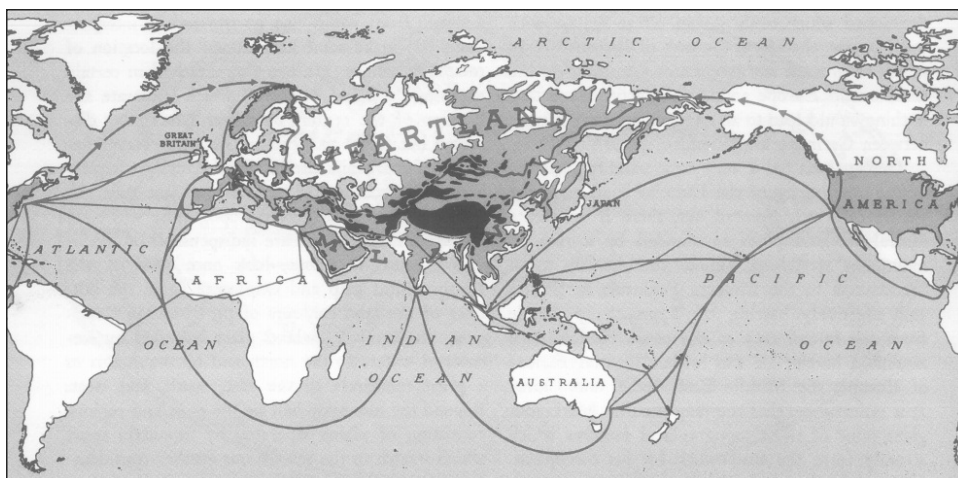 ARCTIC OCEAN
GREAT
BRITAIN
HEARTLAND
NORTH
AMERICA
JAPAN
ATLANTIC
OCEAN
AFRICA
INDIAN
OCEAN
PACIFIC
OCEAN
AUSTRALIA